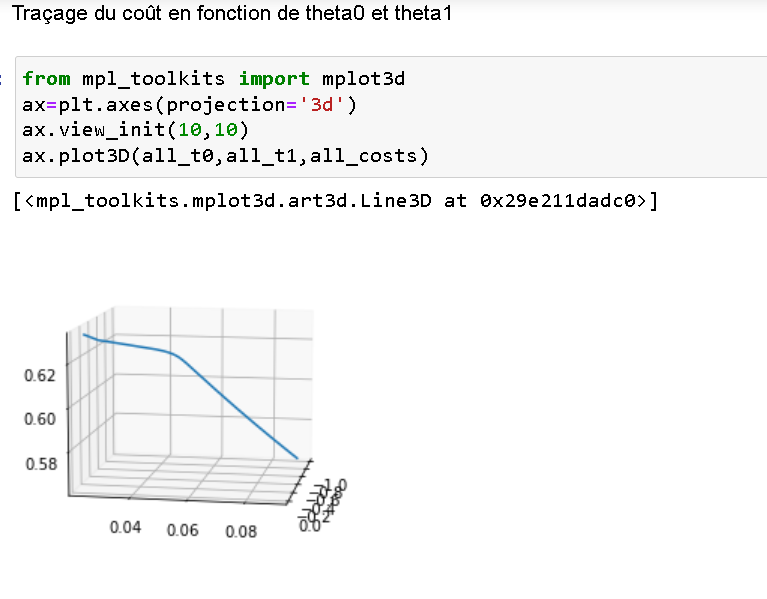 Traçage du coût en fonction de theta0 et theta1
:
from mpl_toolkits import mplot3d
ax=plt.axes(projection='3d')
ax.view_init(10,10)
ax.plot3D(all_t0,all_t1,all_costs)
[<mpl_toolkits.mplot3d.art3d.Line3D at 0x29e211dadc0>]
0.62
0.60
0.58
0.04 0.06 0.08
−1.0
−0.8
−0.6
−0.4
−0.2
0.0